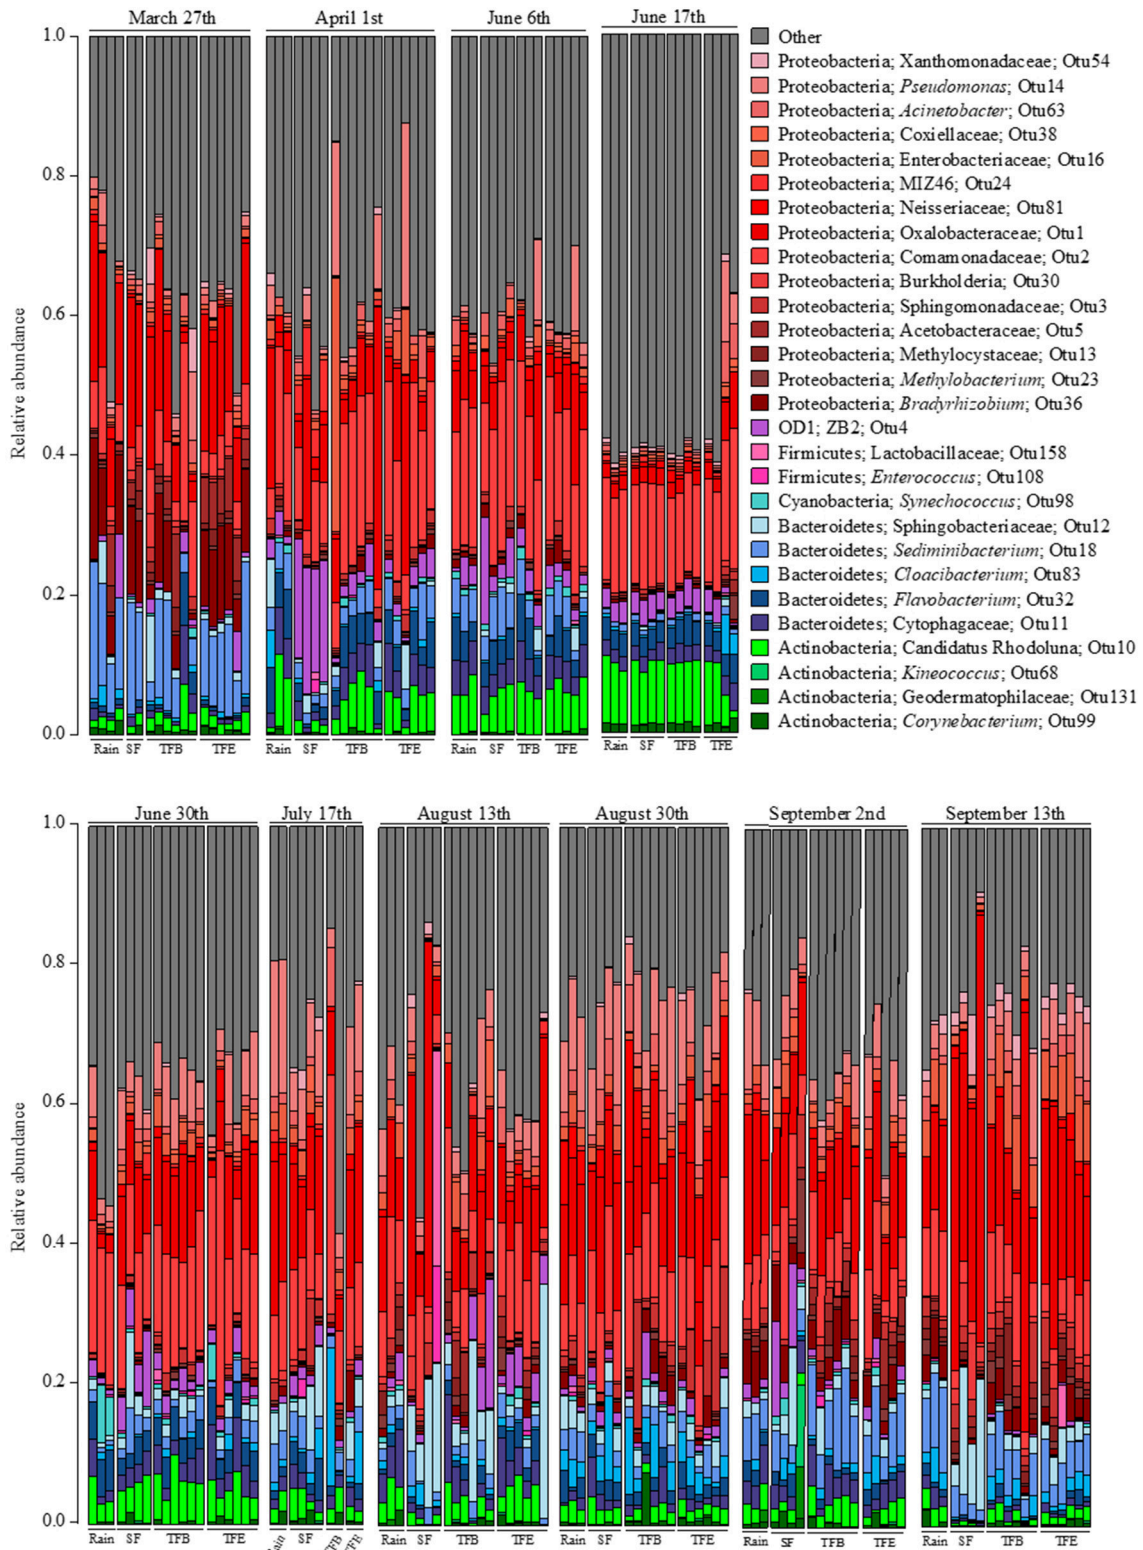 March 27th April 1st June 6th June 17th
1.0
0.8
0.6
0.4
0.2
0.0
Relative abundance
Rain SF TFB TFE Rain SF TFB TFE Rain SF TFB TFE Rain SF TFB TFE
Other
Proteobacteria; Xanthomonadaceae; Otu54
Proteobacteria; Pseudomonas; Otu14
Proteobacteria; Acinetobacter; Otu63
Proteobacteria; Coxiellaceae; Otu38
Proteobacteria; Enterobacteriaceae; Otu16
Proteobacteria; MIZ46; Otu24
Proteobacteria; Neisseriaceae; Otu81
Proteobacteria; Oxalobacteraceae; Otu1
Proteobacteria; Comamonadaceae; Otu2
Proteobacteria; Burkholderia; Otu30
Proteobacteria; Sphingomonadaceae; Otu3
Proteobacteria; Acetobacteraceae; Otu5
Proteobacteria; Methylocystaceae; Otu13
Proteobacteria; Methylobacterium; Otu23
Proteobacteria; Bradyrhizobium; Otu36
OD1; ZB2; Otu4
Firmicutes; Lactobacillaceae; Otu158
Firmicutes; Enterococcus; Otu108
Cyanobacteria; Synechococcus; Otu98
Bacteroidetes; Sphingobacteriaceae; Otu12
Bacteroidetes; Sediminibacterium; Otu18
Bacteroidetes; Cloacibacterium; Otu83
Bacteroidetes; Flavobacterium; Otu32
Bacteroidetes; Cytophagaceae; Otu11
Actinobacteria; Candidatus Rhodoluna; Otu10
Actinobacteria; Kineococcus; Otu68
Actinobacteria; Geodermatophilaceae; Otu131
Actinobacteria; Corynebacterium; Otu99
June 30th July 17th August 13th August 30th September 2nd September 13th
1.0
0.8
0.6
0.4
0.2
0.0
Relative abundance
Rain SF TFB TFE SF Rain SF TFB TFE Rain SF TFB TFE Rain SF TFB TFE Rain SF TFB TFE